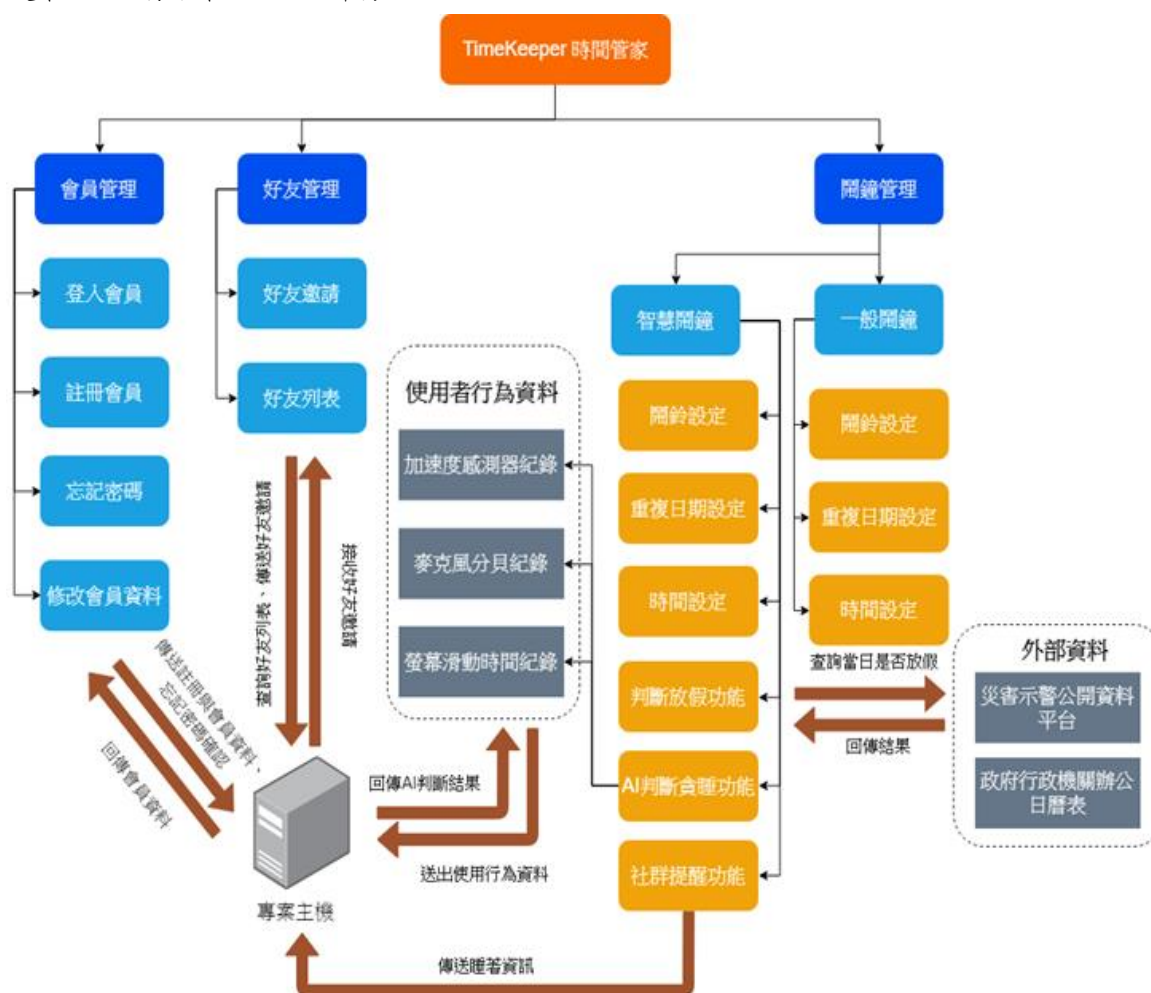 TimeKeeper 時間管家
會員管理
好友管理
鬧鐘管理
登入會員
註冊會員
忘記密碼
修改會員資料
好友邀請
好友列表
智慧鬧鐘
一般鬧鐘
使用者行為資料
加速度感測器紀錄
麥克風分貝紀錄
螢幕滑動時間紀錄
鬧鈴設定
重複日期設定
時間設定
判斷放假功能
AI判斷貪睡功能
社群提醒功能
鬧鈴設定
重複日期設定
時間設定
查詢當日是否放假
回傳結果
外部資料
災害示警公開資料
平台
政府行政機關辦公
日曆表
查詢好友列表、傳送好友邀請
接收好友邀請
傳送註冊與會員資料、
忘記密碼確認
回傳會員資料
回傳AI判斷結果
送出使用行為資料
專案主機
傳送睡著資訊